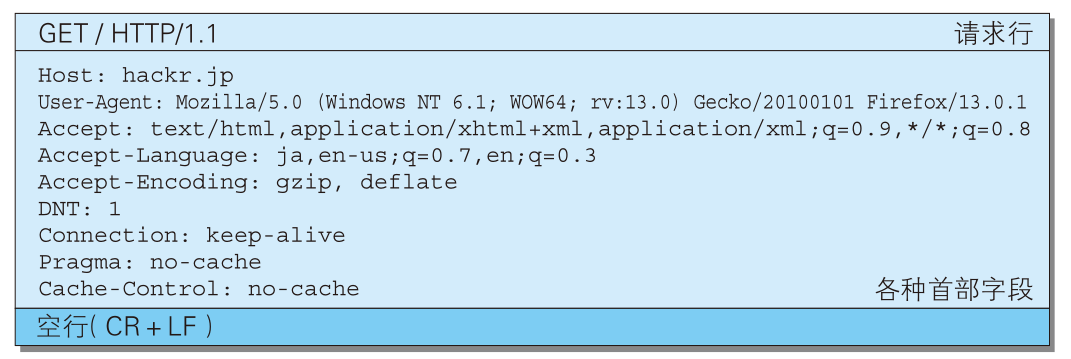 GET / HTTP/1.1 请求行
Host: hackr.jp
User-Agent: Mozilla/5.0 (Windows NT 6.1; WOW64; rv:13.0) Gecko/20100101 Firefox/13.0.1
Accept: text/html,application/xhtml+xml,application/xml;q=0.9,*/*;q=0.8
Accept-Language: ja,en-us;q=0.7,en;q=0.3
Accept-Encoding: gzip, deflate
DNT: 1
Connection: keep-alive
Pragma: no-cache
Cache-Control: no-cache 各种首部字段
空行( CR + LF )